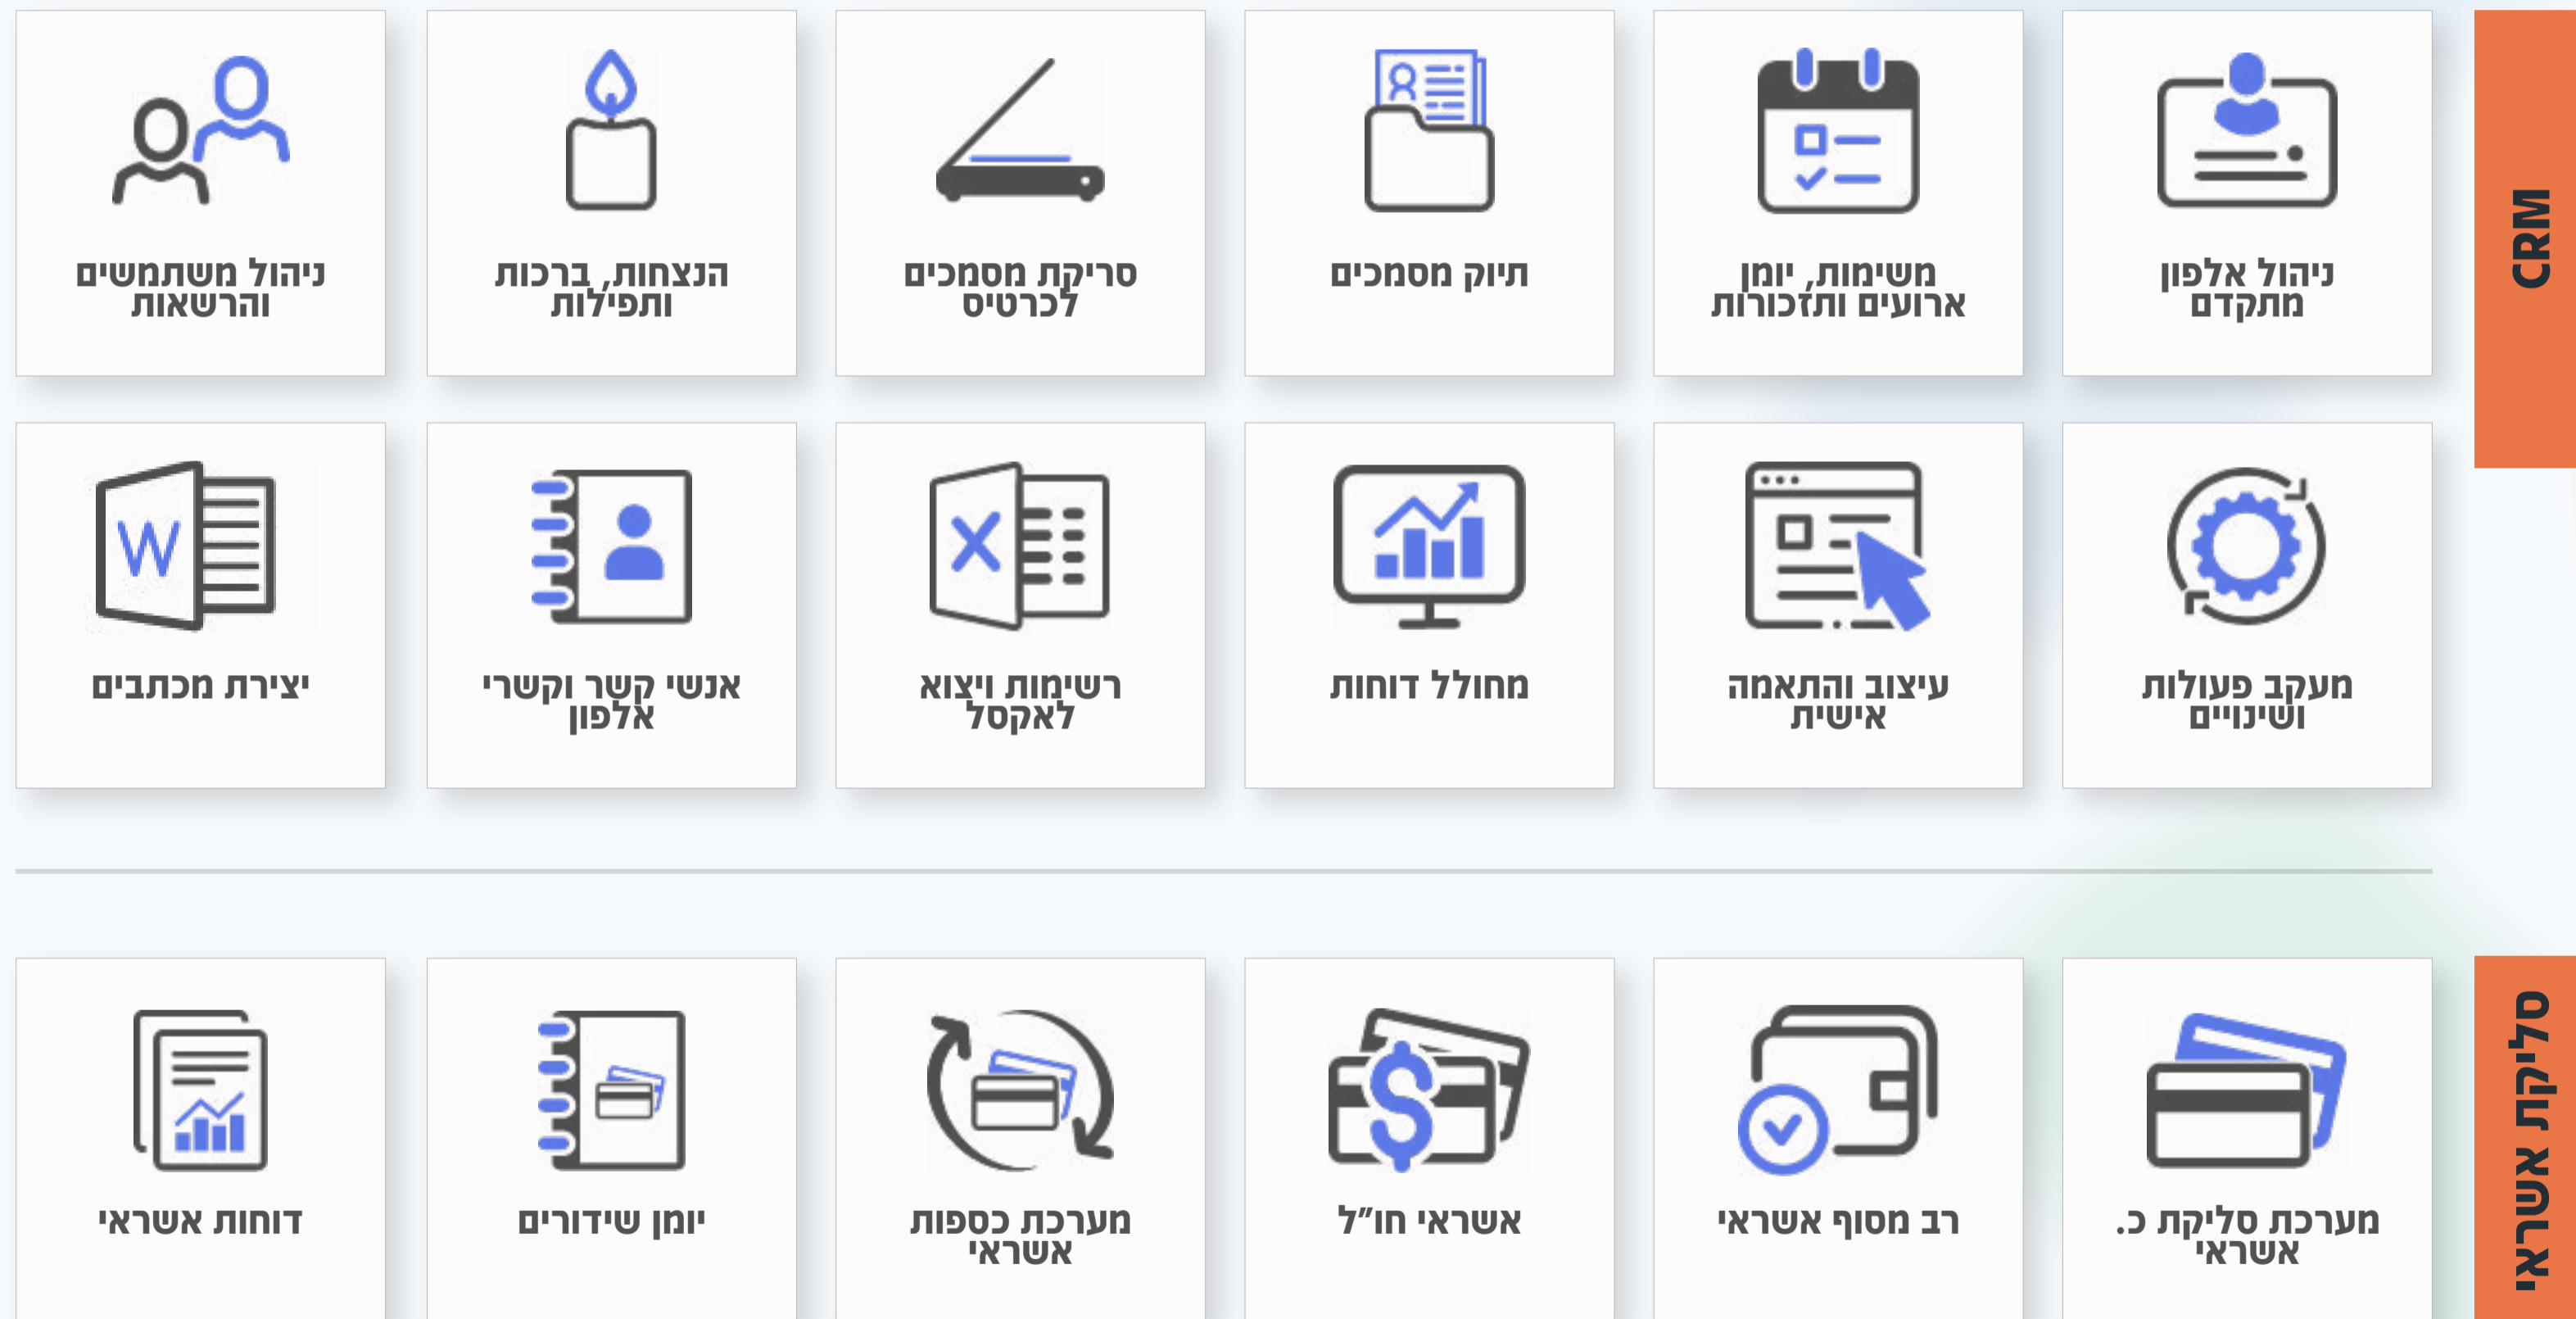 CRM
ניהול אלפון
מתקדם
משימות, יומן
ארועים ותזכורות
תיוק מסמכים
סריקת מסמכים
לכרטיס
הנצחות, ברכות
ותפילות
ניהול משתמשים
והרשאות
מעקב פעולות
ושינויים
עיצוב והתאמה
אישית
מחולל דוחות
רשימות ויצוא
לאקסל
אנשי קשר וקשרי
אלפון
יצירת מכתבים
סליקת אשראי
מערכת סליקת כ.
אשראי
רב מסוף אשראי
אשראי חו״ל
מערכת כספות
אשראי
יומן שידורים
דוחות אשראי